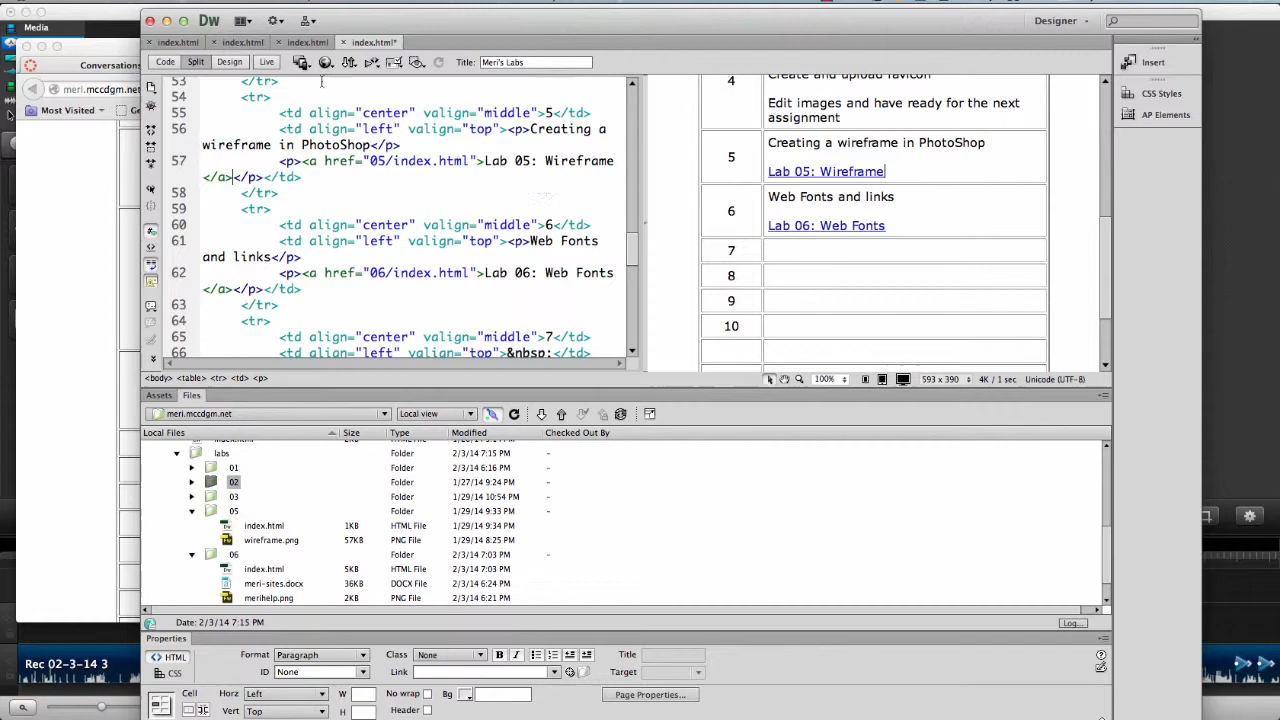 Dw
Designer
Media
index.html
index.html
index.html
index.html*
Conversations
Code
Split
Design
Live
Title:
Meri's Labs
Insert
meri.mccdgm.net
Most Visited
Ge
CSS Styles
AP Elements
53 </tr>
54 <tr>
55 <td align="center" valign="middle">5</td>
56 <td align="left" valign="top"><p>Creating a
wireframe in PhotoShop</p>
57 <p><a href="05/index.html">Lab 05: Wireframe
</a></p></td>
58 </tr>
59 <tr>
60 <td align="center" valign="middle">6</td>
61 <td align="left" valign="top"><p>Web Fonts
and links</p>
62 <p><a href="06/index.html">Lab 06: Web Fonts
</a></p></td>
63 </tr>
64 <tr>
65 <td align="center" valign="middle">7</td>
66 <td align="left" valign="top">&nbsp;</td>
4
Create and upload favicon
Edit images and have ready for the next
assignment
5
Creating a wireframe in PhotoShop
Lab 05: Wireframe
6
Web Fonts and links
Lab 06: Web Fonts
7
8
9
10
<body> <table> <tr> <td> <p>
100%
593 x 390
4K / 1 sec
Unicode (UTF-8)
Assets
Files
meri.mccdgm.net
Local view
Local Files
Size
Type
Modified
Checked Out By
labs Folder 2/3/14 7:15 PM -
01 Folder 2/3/14 6:16 PM -
02 Folder 1/27/14 9:24 PM -
03 Folder 1/29/14 10:54 PM -
05 Folder 1/29/14 9:33 PM -
index.html 1KB HTML File 1/29/14 9:34 PM
wireframe.png 57KB PNG File 1/29/14 8:25 PM
06 Folder 2/3/14 7:03 PM -
index.html 5KB HTML File 2/3/14 7:03 PM
meri-sites.docx 36KB DOCX File 2/3/14 6:24 PM
merihelp.png 2KB PNG File 2/3/14 6:21 PM
Date: 2/3/14 7:15 PM
Log...
Properties
HTML
CSS
Format
Paragraph
Class
None
B
I
Title
ID
None
Link
Target
Rec 02-3-14 3
Cell
Horz
Left
W
No wrap
Bg
Page Properties...
Vert
Top
H
Header